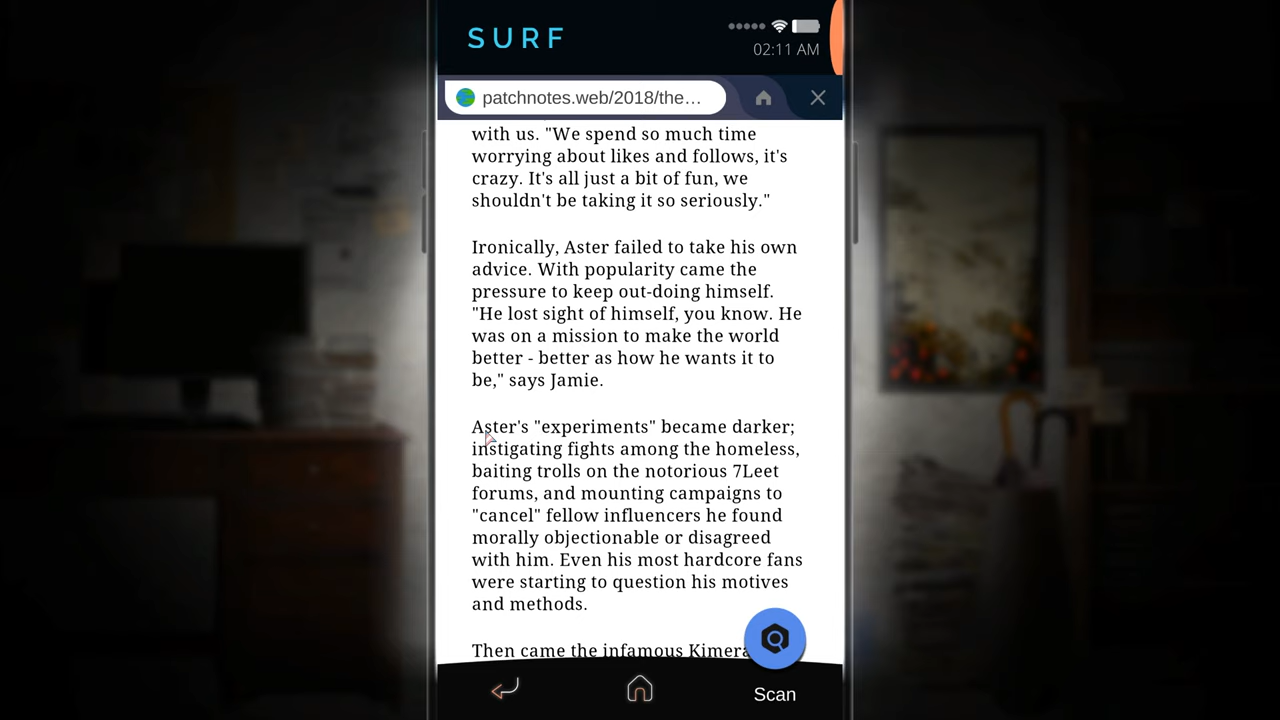 SURF
02:11 AM
patchnotes.web/2018/the...
with us. "We spend so much time
worrying about likes and follows, it's
crazy. It's all just a bit of fun, we
shouldn't be taking it so seriously."
Ironically, Aster failed to take his own
advice. With popularity came the
pressure to keep out-doing himself.
"He lost sight of himself, you know. He
was on a mission to make the world
better - better as how he wants it to
be," says Jamie.
Aster's "experiments" became darker;
instigating fights among the homeless,
baiting trolls on the notorious 7Leet
forums, and mounting campaigns to
"cancel" fellow influencers he found
morally objectionable or disagreed
with him. Even his most hardcore fans
were starting to question his motives
and methods.
Then came the infamous Kimera
Scan